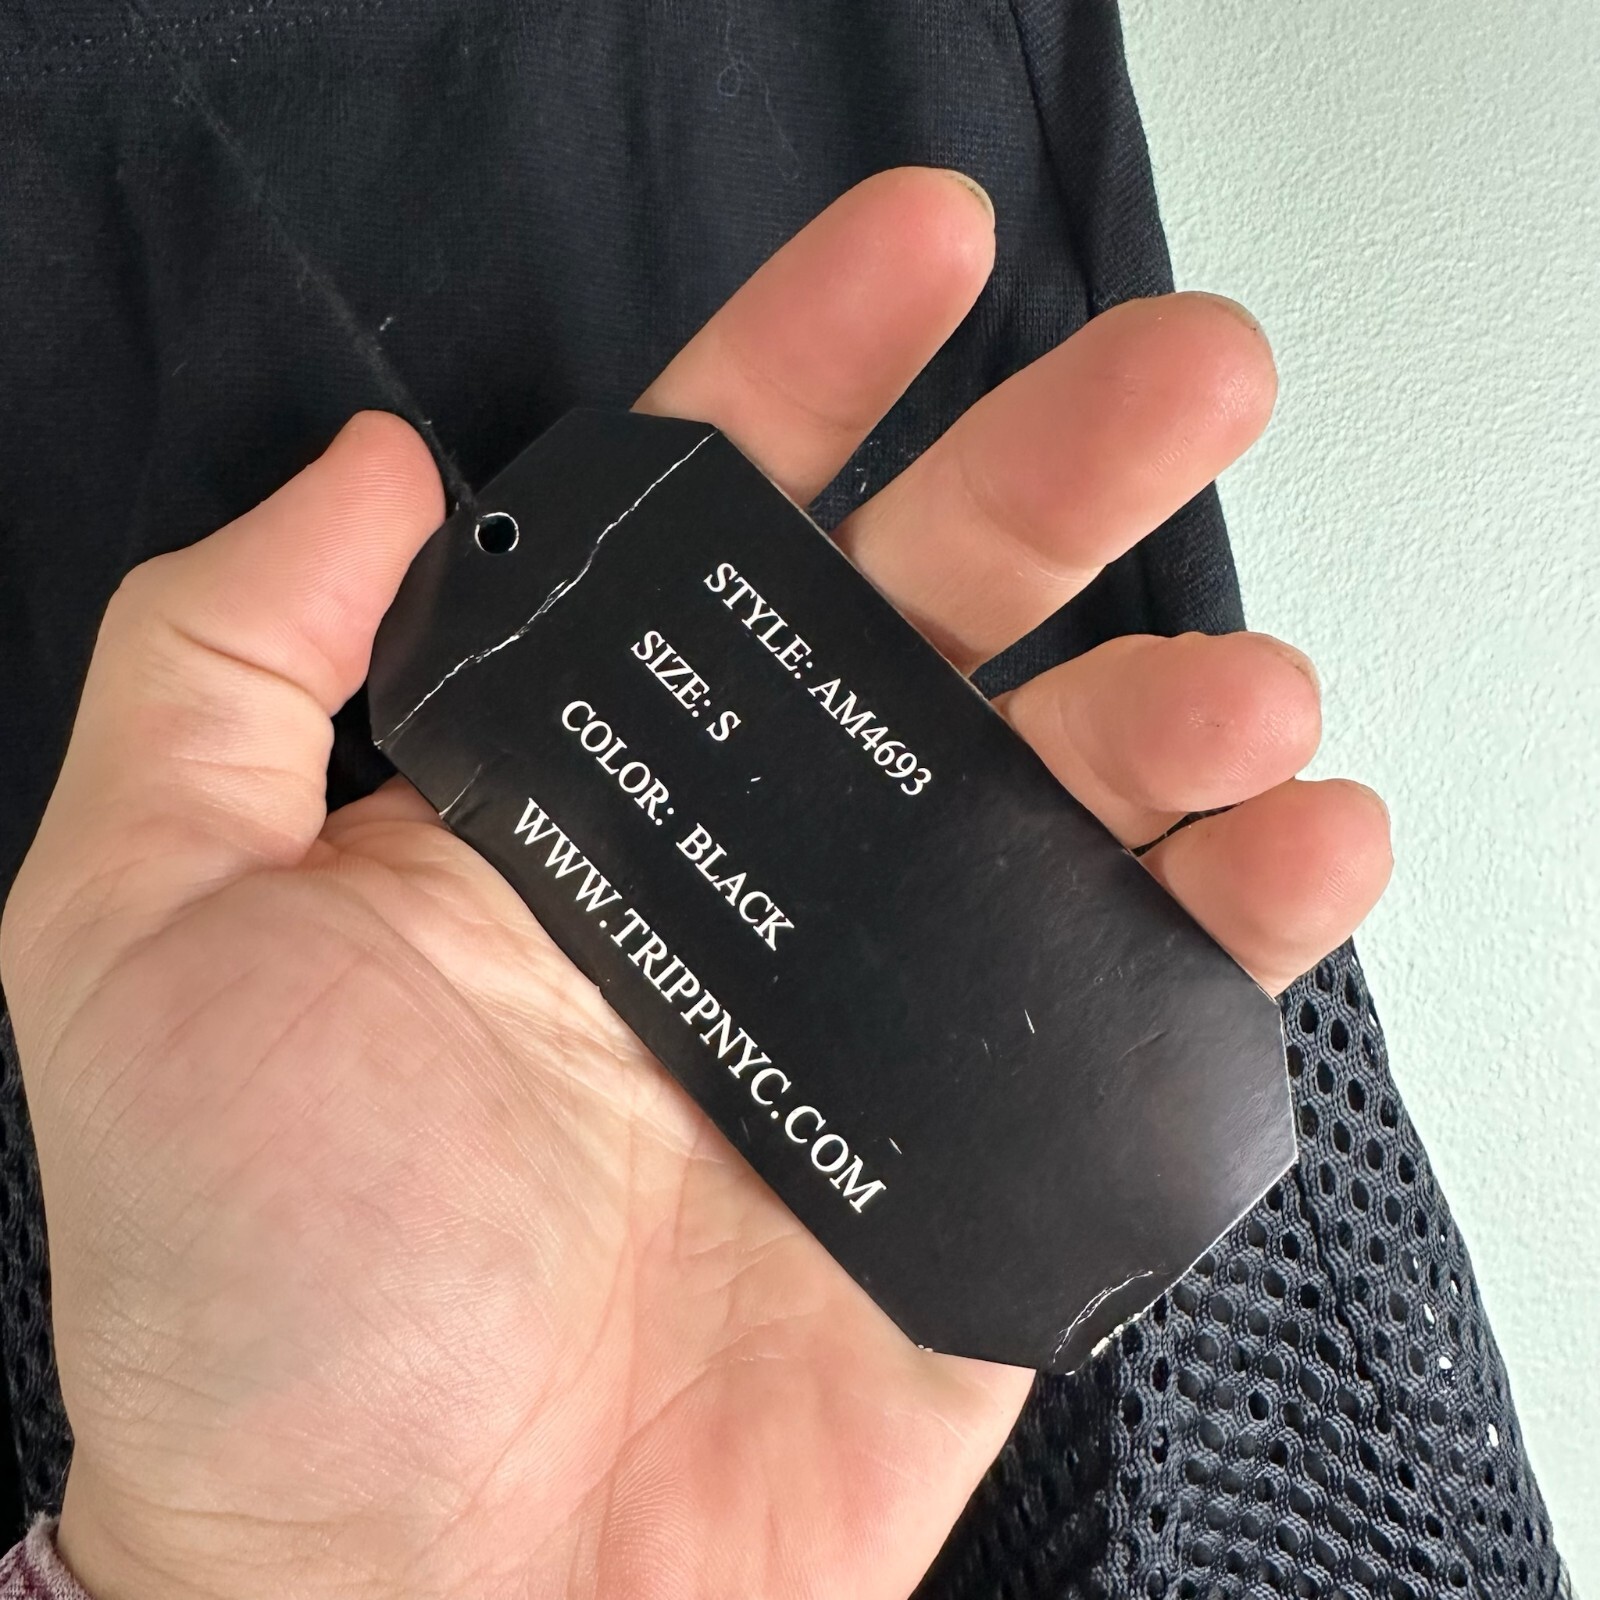 STYLE: AM4693
SIZE: S
COLOR: BLACK
WWW.TRIPPNYC.COM